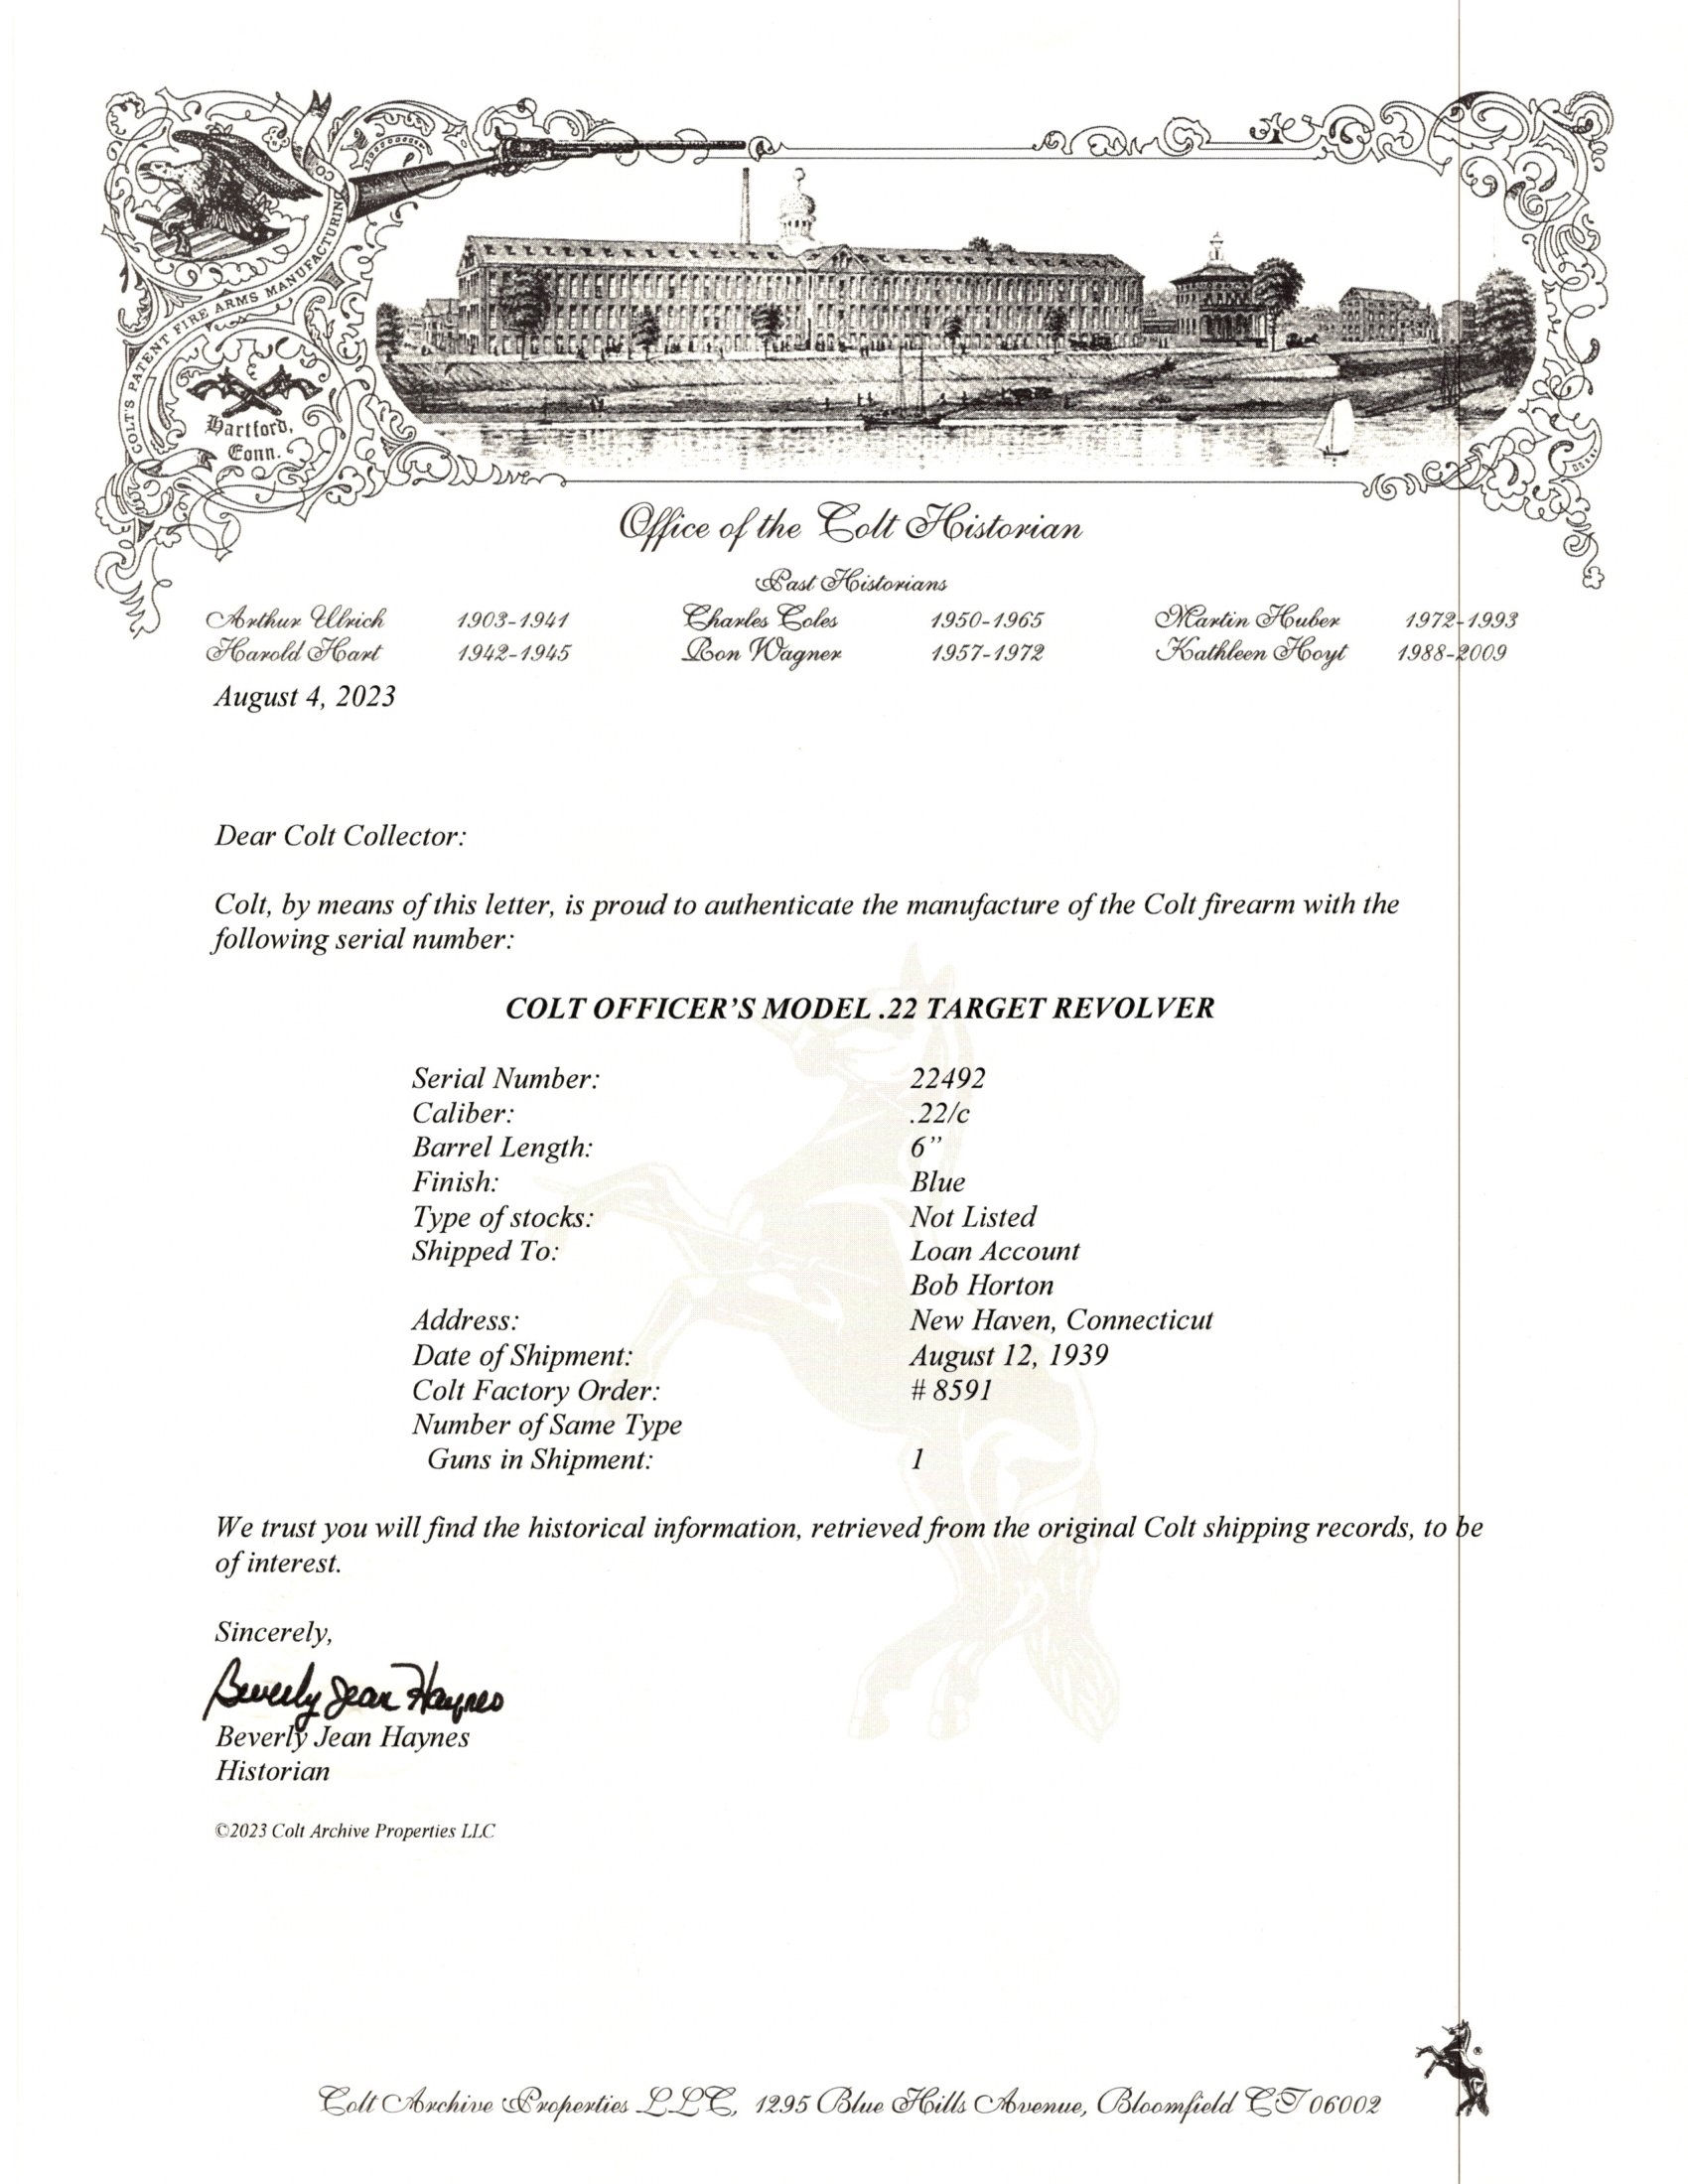 COLT'S PATENT FIRE ARMS MANUFACTURING CO
Hartford,
Conn.
Office of the Colt Historian
Past Historians
Arthur Ulrich 1903-1941 Charles Coles 1950-1965 Martin Huber 1972-1993
Harold Hart 1942-1945 Ron Wagner 1957-1972 Kathleen Hoyt 1988-2009
August 4, 2023
Dear Colt Collector:
Colt, by means of this letter, is proud to authenticate the manufacture of the Colt firearm with the
following serial number:
COLT OFFICER'S MODEL .22 TARGET REVOLVER
Serial Number: 22492
Caliber: .22/c
Barrel Length: 6”
Finish: Blue
Type of stocks: Not Listed
Shipped To: Loan Account
Bob Horton
Address: New Haven, Connecticut
Date of Shipment: August 12, 1939
Colt Factory Order: # 8591
Number of Same Type
Guns in Shipment: 1
We trust you will find the historical information, retrieved from the original Colt shipping records, to be
of interest.
Sincerely,
Beverly Jean Haynes
Beverly Jean Haynes
Historian
©2023 Colt Archive Properties LLC
®
Colt Archive Properties LLC, 1295 Blue Hills Avenue, Bloomfield CT 06002